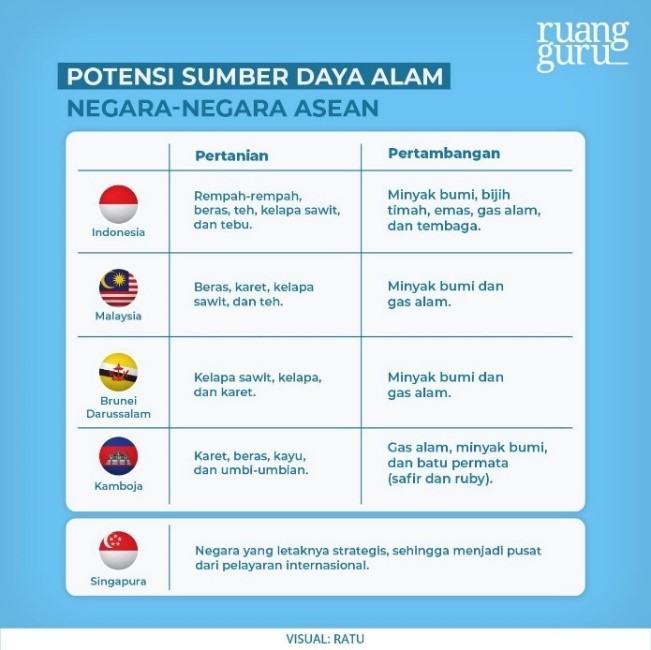 ruang
guru
POTENSI SUMBER DAYA ALAM
NEGARA-NEGARA ASEAN
Pertanian
Pertambangan
Indonesia
Rempah-rempah,
beras, teh, kelapa sawit,
dan tebu.
Minyak bumi, bijih
timah, emas, gas alam,
dan tembaga.
Malaysia
Beras, karet, kelapa
sawit, dan teh.
Minyak bumi dan
gas alam.
Brunei
Darussalam
Kelapa sawit, kelapa,
dan karet.
Minyak bumi dan
gas alam.
Kamboja
Karet, beras, kayu,
dan umbi-umbian.
Gas alam, minyak bumi,
dan batu permata
(safir dan ruby).
Singapura
Negara yang letaknya strategis, sehingga menjadi pusat
dari pelayaran internasional.
VISUAL: RATU